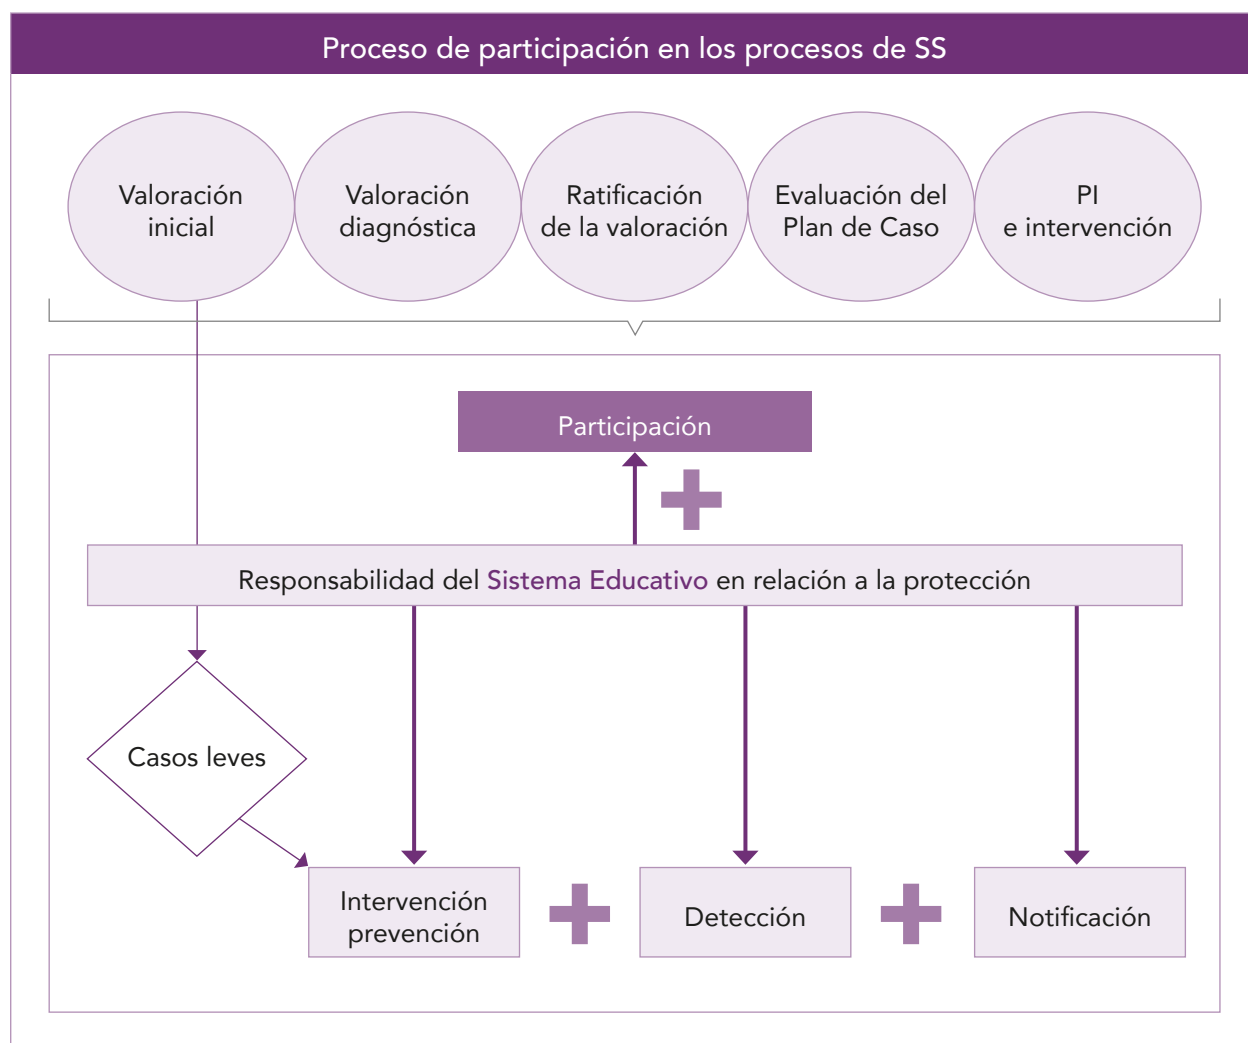 Proceso de participación en los procesos de SS
Valoración
inicial
Valoración
diagnóstica
Ratificación
de la valoración
Evaluación del
Plan de Caso
PI
e intervención
Participación
Responsabilidad del Sistema Educativo en relación a la protección
Casos leves
Intervención
prevención
Detección
Notificación